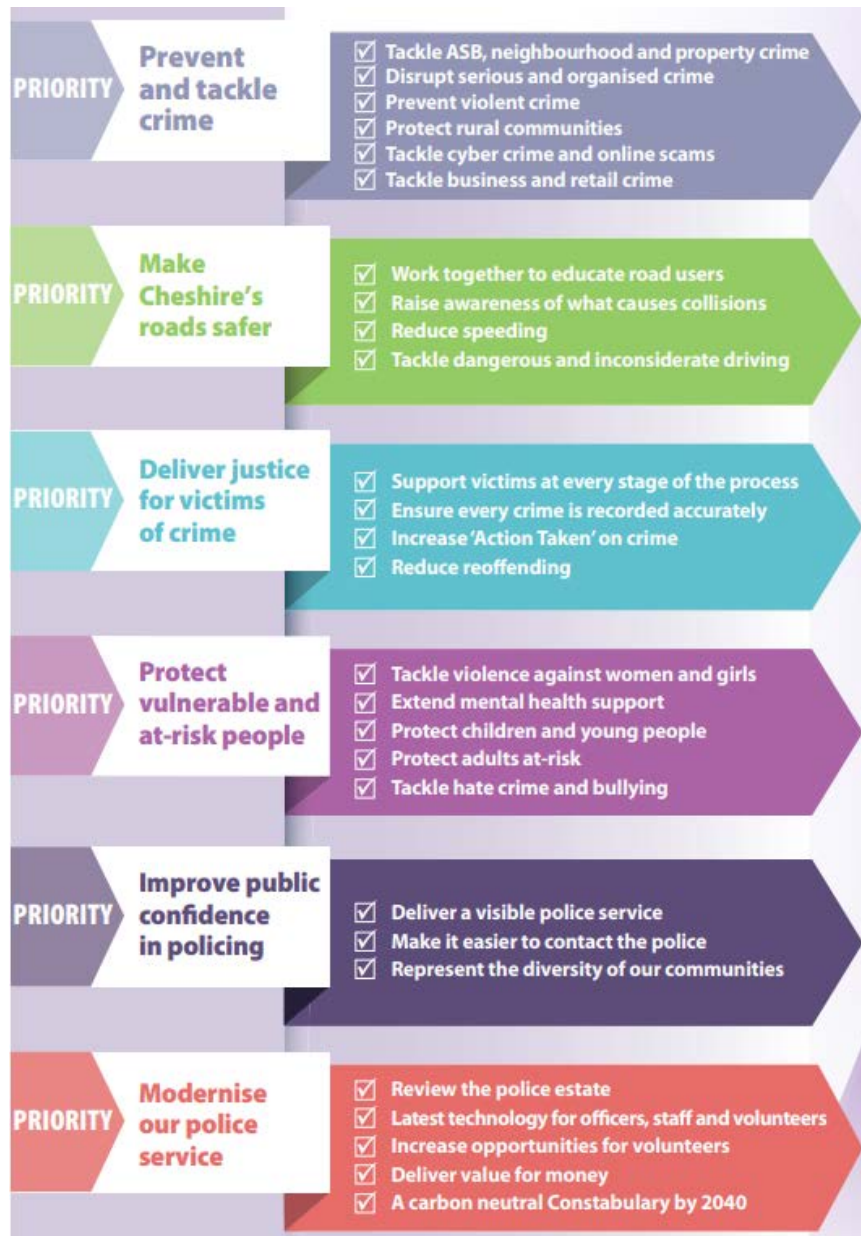 PRIORITY
Prevent
and tackle
crime
Tackle ASB, neighbourhood and property crime
Disrupt serious and organised crime
Prevent violent crime
Protect rural communities
Tackle cyber crime and online scams
Tackle business and retail crime
PRIORITY
Make
Cheshire's
roads safer
Work together to educate road users
Raise awareness of what causes collisions
Reduce speeding
Tackle dangerous and inconsiderate driving
PRIORITY
Deliver justice
for victims
of crime
Support victims at every stage of the process
Ensure every crime is recorded accurately
Increase 'Action Taken' on crime
Reduce reoffending
PRIORITY
Protect
vulnerable and
at-risk people
Tackle violence against women and girls
Extend mental health support
Protect children and young people
Protect adults at-risk
Tackle hate crime and bullying
PRIORITY
Improve public
confidence
in policing
Deliver a visible police service
Make it easier to contact the police
Represent the diversity of our communities
PRIORITY
Modernise
our police
service
Review the police estate
Latest technology for officers, staff and volunteers
Increase opportunities for volunteers
Deliver value for money
A carbon neutral Constabulary by 2040